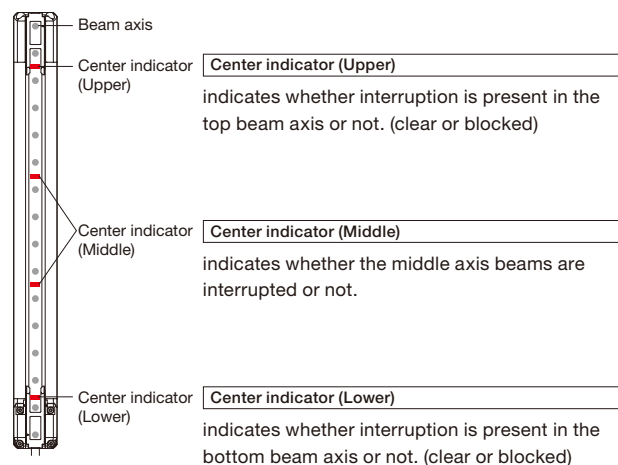 Beam axis
Center indicator
(Upper)
Center indicator (Upper)
indicates whether interruption is present in the
top beam axis or not. (clear or blocked)
Center indicator
(Middle)
Center indicator (Middle)
indicates whether the middle axis beams are
interrupted or not.
Center indicator
(Lower)
Center indicator (Lower)
indicates whether interruption is present in the
bottom beam axis or not. (clear or blocked)